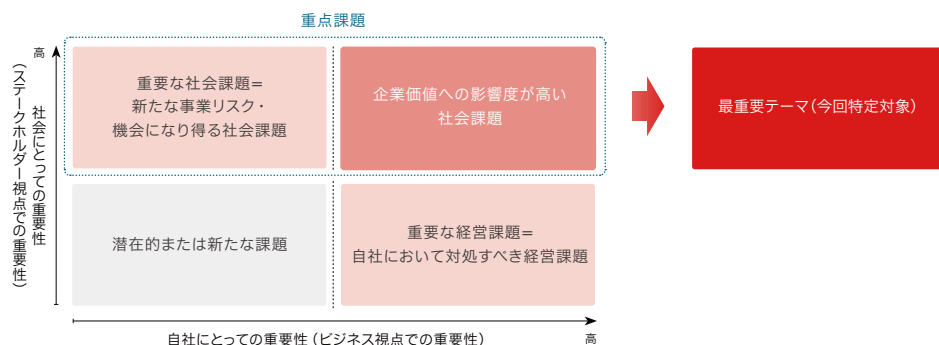 重点課題
高
社会にとっての重要性
(ステークホルダー視点での重要性)
重要な社会課題=
新たな事業リスク・
機会になり得る社会課題
企業価値への影響度が高い
社会課題
最重要テーマ(今回特定対象)
潜在的または新たな課題
重要な経営課題=
自社において対処すべき経営課題
自社にとっての重要性(ビジネス視点での重要性)
高